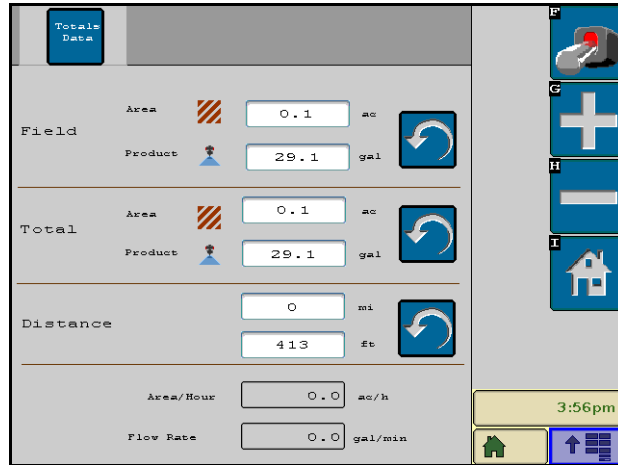 Totals
Data
F
G
H
I
Field
Area 0.1 ac
Product 29.1 gal
Total
Area 0.1 ac
Product 29.1 gal
Distance
0 mi
413 ft
Area/Hour 0.0 ac/h
Flow Rate 0.0 gal/min
3:56pm